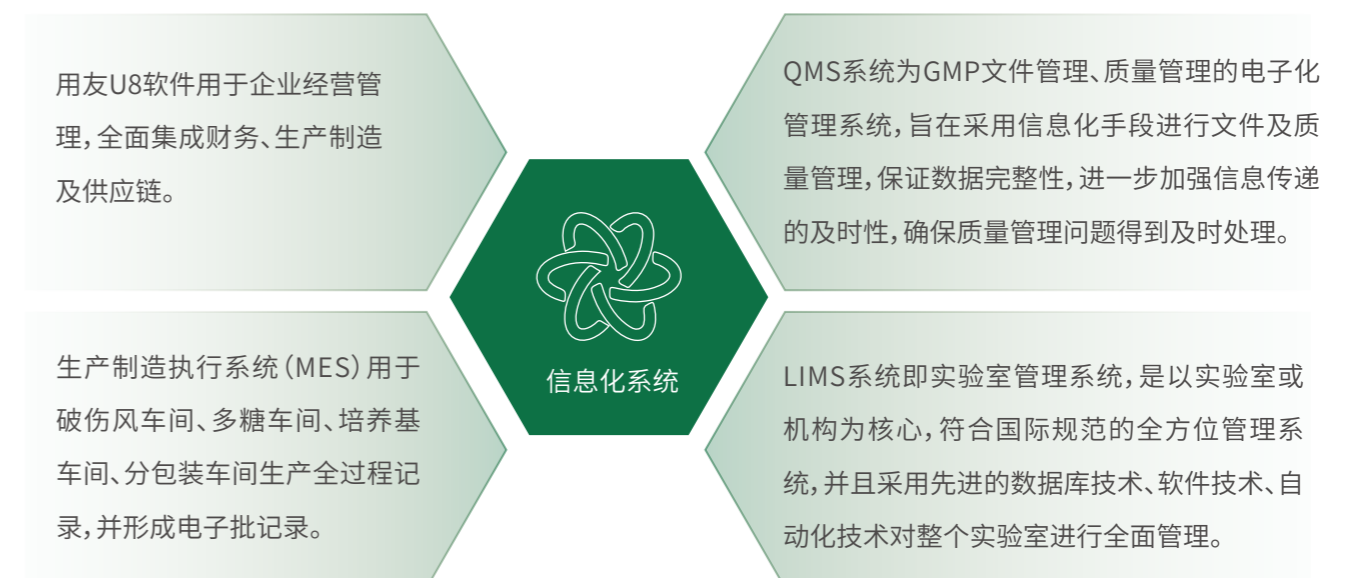 用友U8软件用于企业经营管
理,全面集成财务、生产制造
及供应链。
QMS系统为GMP文件管理、质量管理的电子化
管理系统,旨在采用信息化手段进行文件及质
量管理,保证数据完整性,进一步加强信息传递
的及时性,确保质量管理问题得到及时处理。
信息化系统
生产制造执行系统(MES)用于
破伤风车间、多糖车间、培养基
车间、分包装车间生产全过程记
录,并形成电子批记录。
LIMS系统即实验室管理系统,是以实验室或
机构为核心,符合国际规范的全方位管理系
统,并且采用先进的数据库技术、软件技术、自
动化技术对整个实验室进行全面管理。